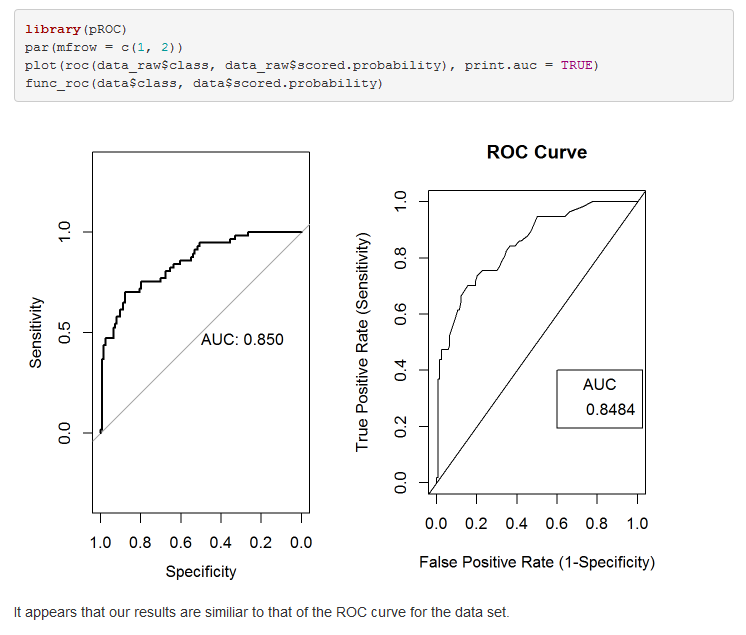 library(pROC)
par(mfrow = c(1, 2))
plot(roc(data_raw$class, data_raw$scored.probability), print.auc = TRUE)
func_roc(data$class, data$scored.probability)
Sensitivity
1.0
0.5
0.0
AUC: 0.850
1.0 0.8 0.6 0.4 0.2 0.0
Specificity
ROC Curve
True Positive Rate (Sensitivity)
1.0
0.8
0.6
0.4
0.2
0.0
AUC
0.8484
0.0 0.2 0.4 0.6 0.8 1.0
False Positive Rate (1-Specificity)
It appears that our results are similiar to that of the ROC curve for the data set.